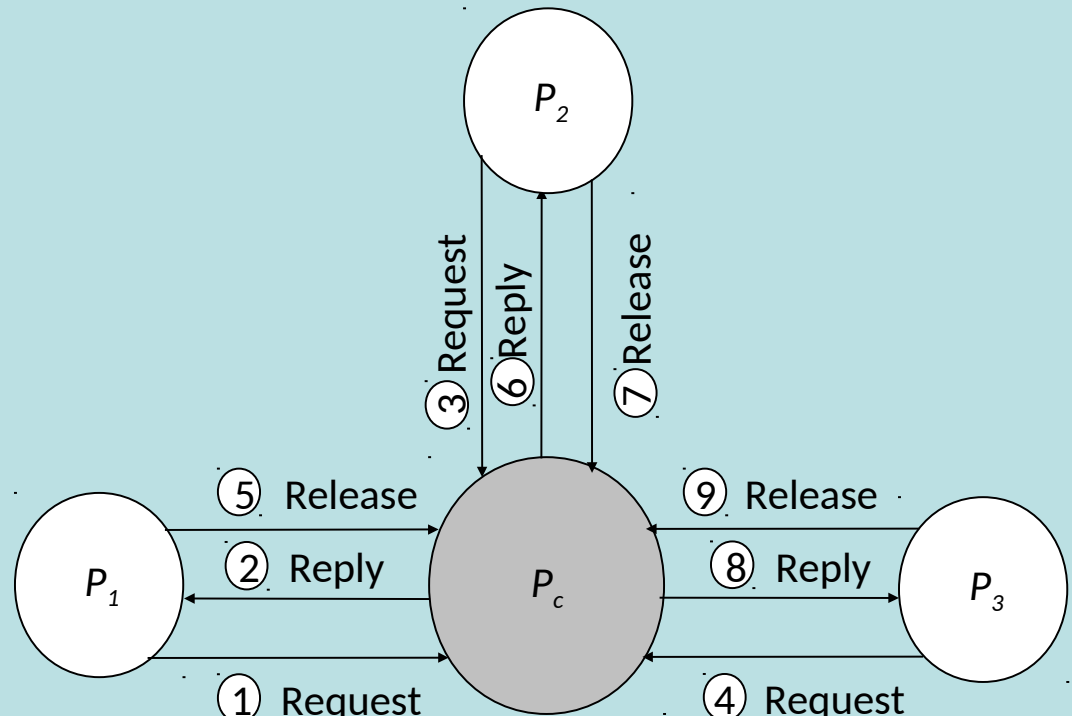 P2
3 Request
6 Reply
7 Release
5 Release
9 Release
2 Reply
8 Reply
P1
Pc
P3
1 Request
4 Request